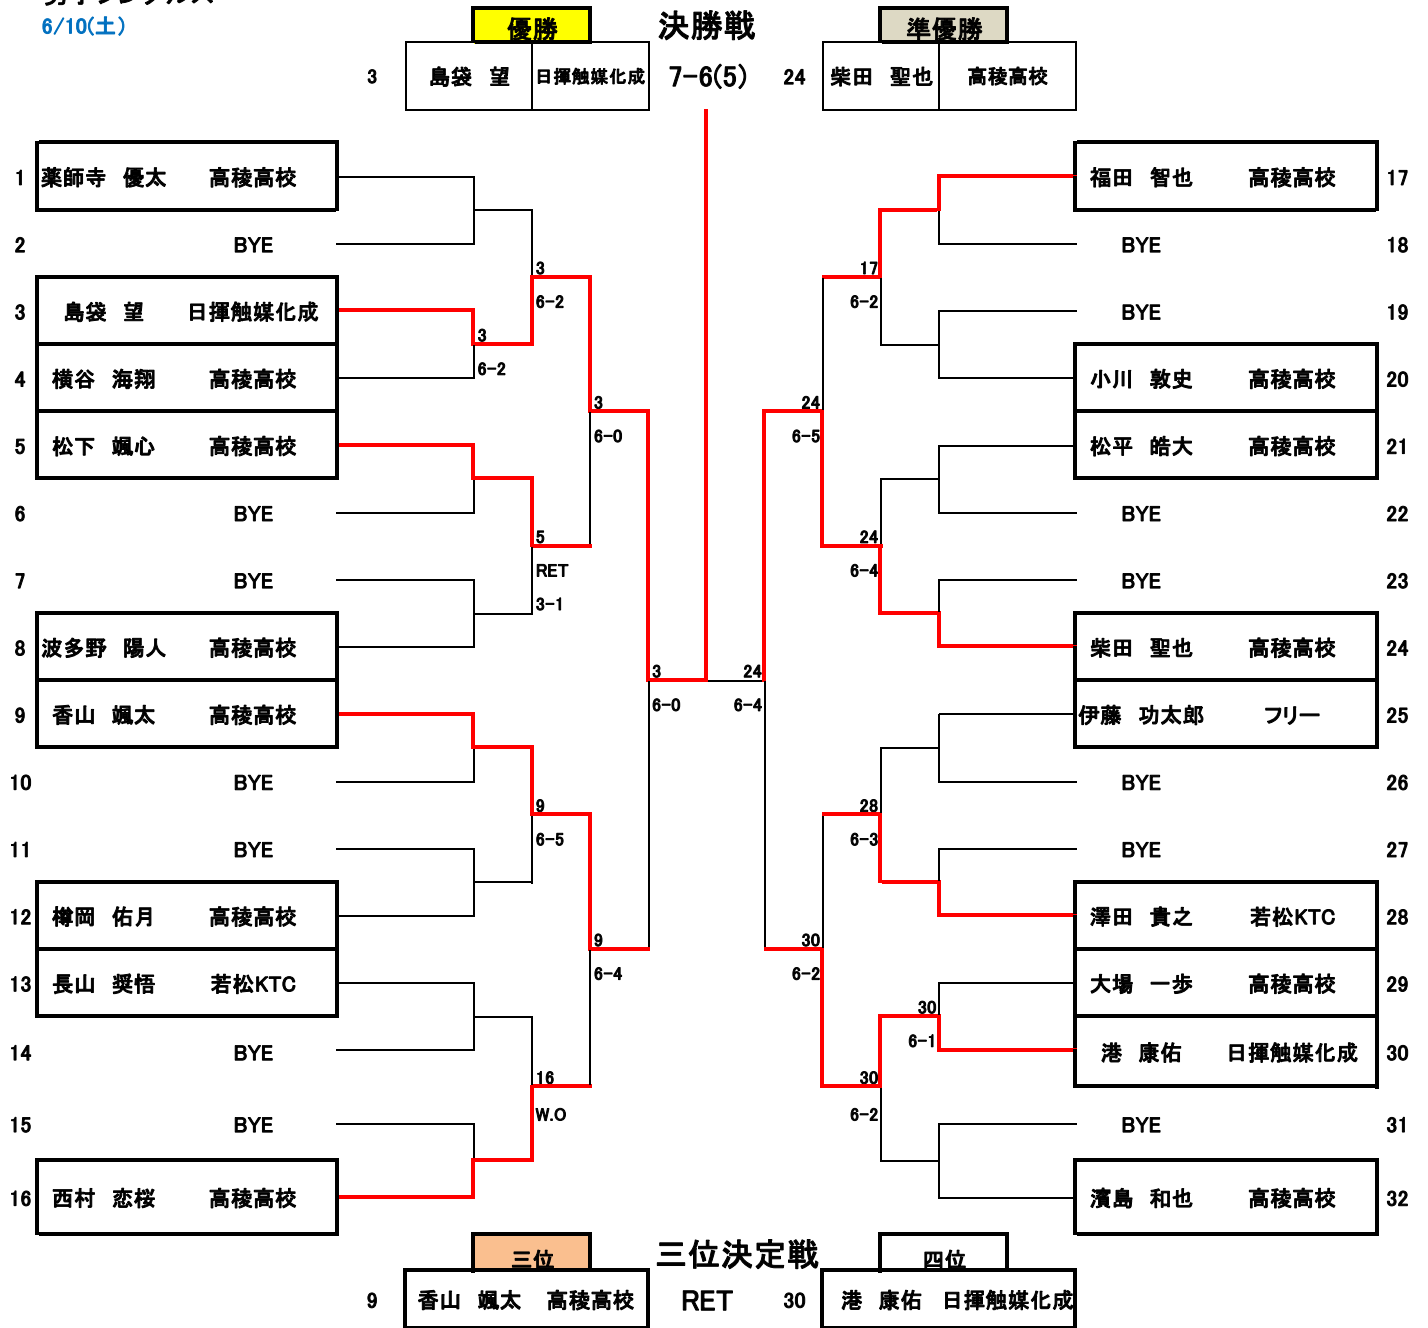 6/10(土)
優勝 決勝戦 準優勝
3 島袋 望 日揮触媒化成 7-6(5) 24 柴田 聖也 高稜高校
1 薬師寺 優太 高稜高校 福田 智也 高稜高校 17
2 BYE BYE 18
3 17
3 島袋 望 日揮触媒化成 6-2 6-2 BYE 19
3
6-2
4 横谷 海翔 高稜高校 小川 敦史 高稜高校 20
3 24
6-0 6-5
5 松下 颯心 高稜高校 松平 皓大 高稜高校 21
6 BYE BYE 22
5 24
RET 6-4
7 BYE BYE 23
3-1
8 波多野 陽人 高稜高校 柴田 聖也 高稜高校 24
3 24
6-0 6-4
9 香山 颯太 高稜高校 伊藤 功太郎 フリー 25
10 BYE BYE 26
9 28
6-5 6-3
11 BYE BYE 27
12 樽岡 佑月 高稜高校 澤田 貴之 若松KTC 28
9 30
6-4 6-2
13 長山 奨悟 若松KTC 大場 一歩 高稜高校 29
30
6-1
14 BYE 港 康佑 日揮触媒化成 30
16 30
W.O 6-2
15 BYE BYE 31
16 西村 恋桜 高稜高校 濱島 和也 高稜高校 32
三位 三位決定戦 四位
9 香山 颯太 高稜高校 RET 30 港 康佑 日揮触媒化成